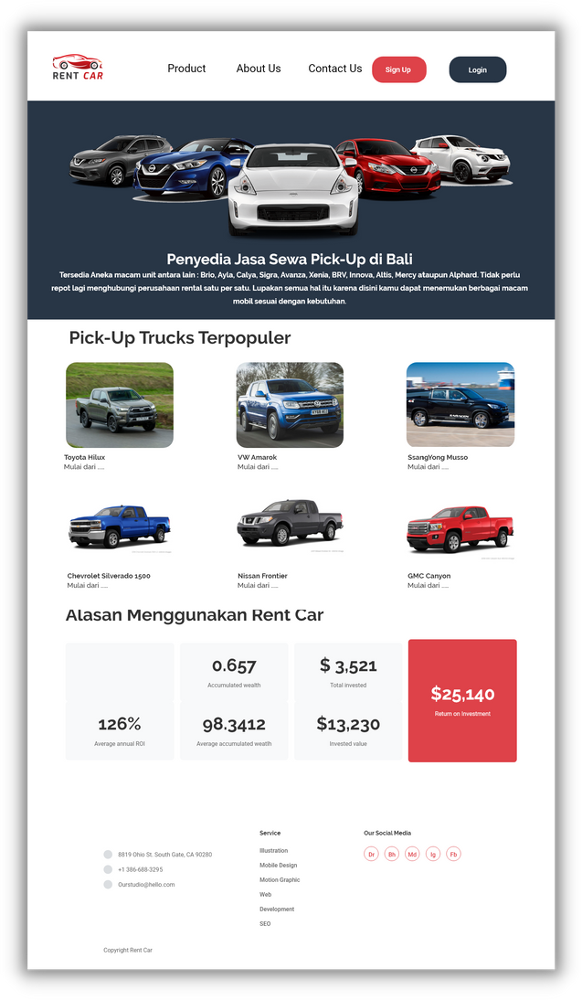 RENT CAR
Product
About Us
Contact Us
Sign Up
Login
Penyedia Jasa Sewa Pick-Up di Bali
Tersedia Aneka macam unit antara lain : Brio, Ayla, Calya, Sigra, Avanza, Xenia, BRV, Innova, Altis, Mercy ataupun Alphard. Tidak perlu
repot lagi menghubungi perusahaan rental satu per satu. Lupakan semua hal itu karena disini kamu dapat menemukan berbagai macam
mobil sesuai dengan kebutuhan.
Pick-Up Trucks Terpopuler
Toyota Hilux
Mulai dari .....
VW Amarok
Mulai dari .....
SsangYong Musso
Mulai dari .....
Chevrolet Silverado 1500
Mulai dari .....
Nissan Frontier
Mulai dari .....
GMC Canyon
Mulai dari .....
Alasan Menggunakan Rent Car
0.657
Accumulated wealth
$ 3,521
Total invested
$25,140
Return on Investment
126%
Average annual ROI
98.3412
Average accumulated wealth
$13,230
Invested value
8819 Ohio St. South Gate, CA 90280
+1 386-688-3295
Ourstudio@hello.com
Service
Illustration
Mobile Design
Motion Graphic
Web
Development
SEO
Our Social Media
Dr
Bh
Md
Ig
Fb
Copyright Rent Car